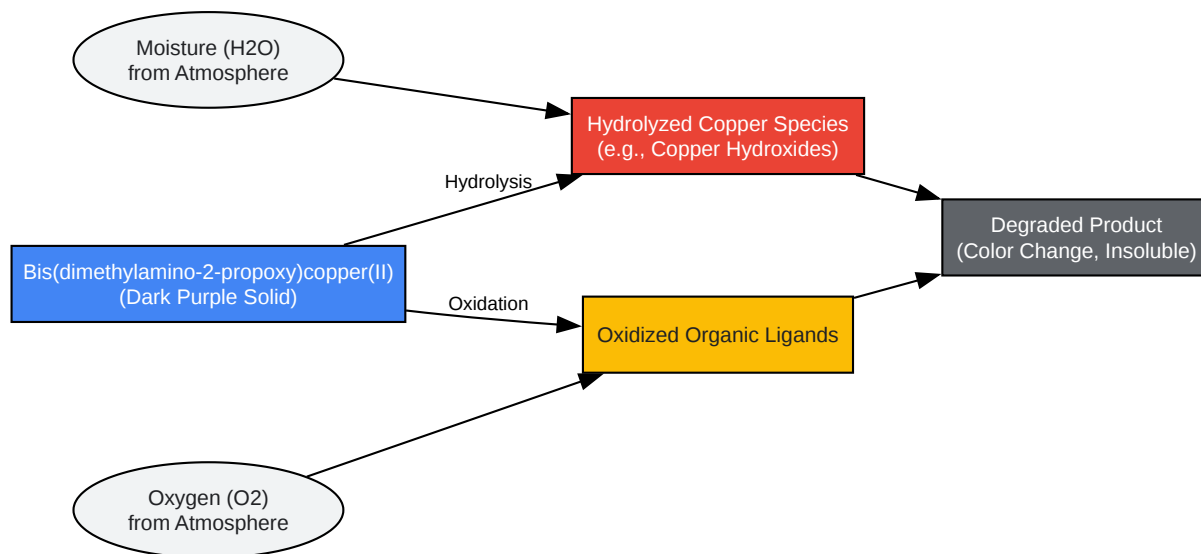 Moisture (H2O)
from Atmosphere
Hydrolyzed Copper Species
(e.g., Copper Hydroxides)
Hydrolysis
Degraded Product
(Color Change, Insoluble)
Bis(dimethylamino-2-propoxy)copper(II)
(Dark Purple Solid)
Oxidation
Oxidized Organic Ligands
Oxygen (O2)
from Atmosphere